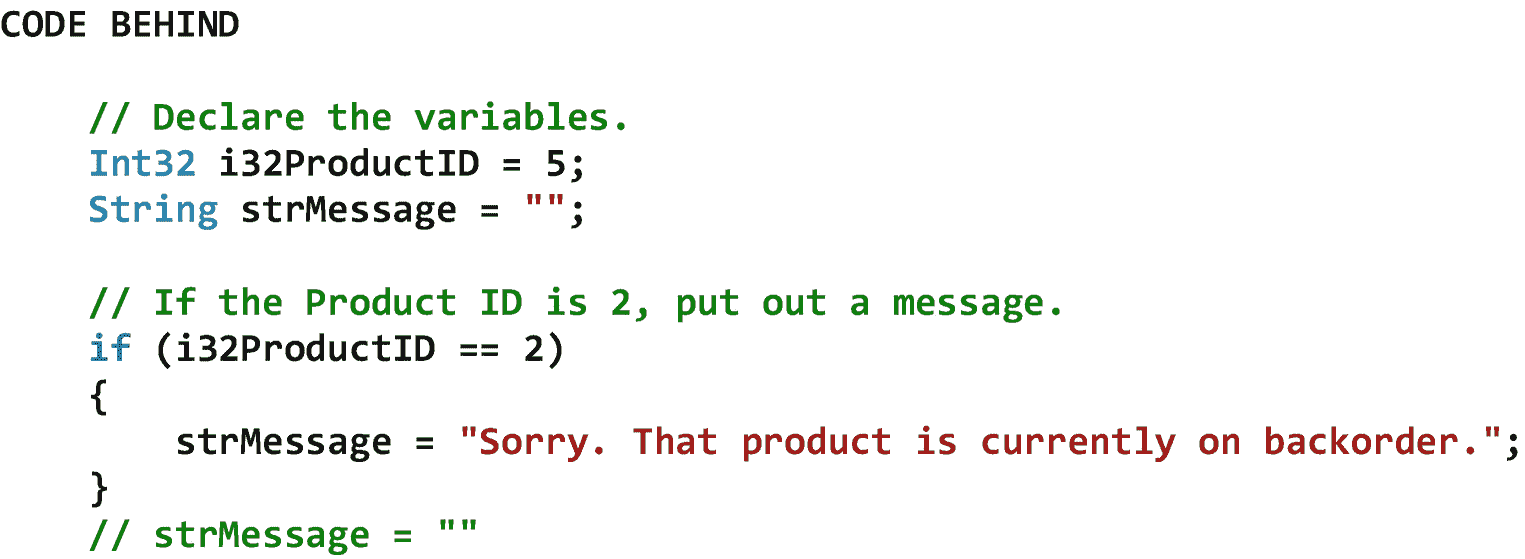 CODE BEHIND
// Declare the variables.
Int32 i32ProductID = 5;
String strMessage = "";
// If the Product ID is 2, put out a message.
if (i32ProductID == 2)
{
strMessage = "Sorry. That product is currently on backorder.";
}
// strMessage = ""